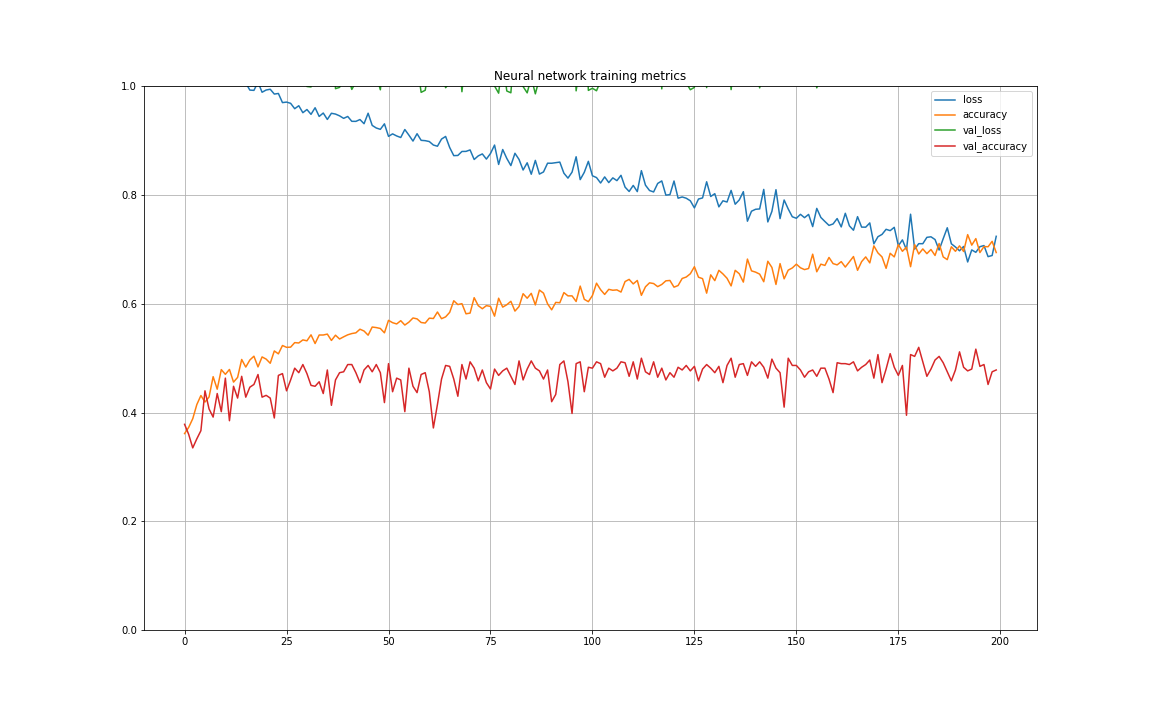 Neural network training metrics
1.0
0.8
0.6
0.4
0.2
0.0
loss
accuracy
val_loss
val_accuracy
0 25 50 75 100 125 150 175 200